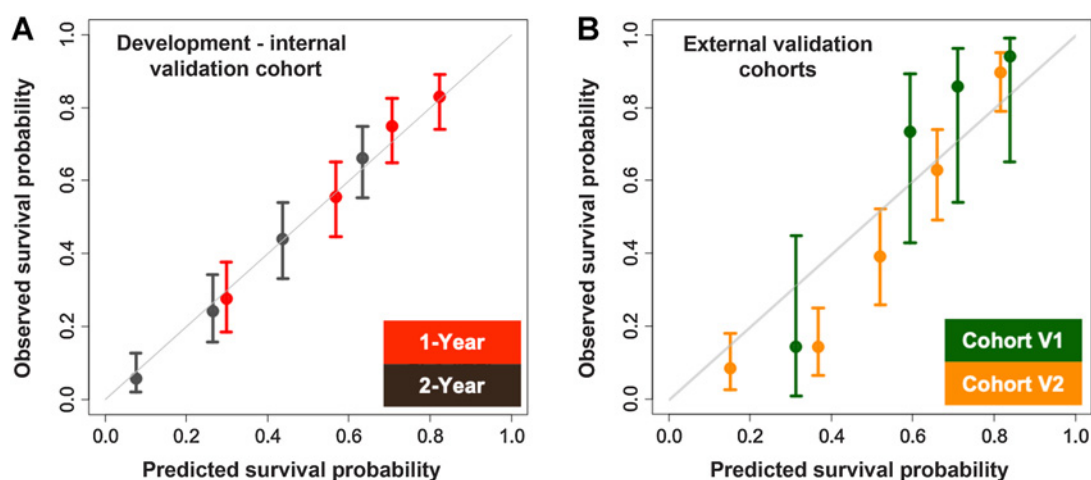 A
Development - internal
validation cohort
Observed survival probability
1.0
0.8
0.6
0.4
0.2
0.0
1-Year
2-Year
0.0 0.2 0.4 0.6 0.8 1.0
Predicted survival probability
B
External validation
cohorts
Observed survival probability
1.0
0.8
0.6
0.4
0.2
0.0
Cohort V1
Cohort V2
0.0 0.2 0.4 0.6 0.8 1.0
Predicted survival probability